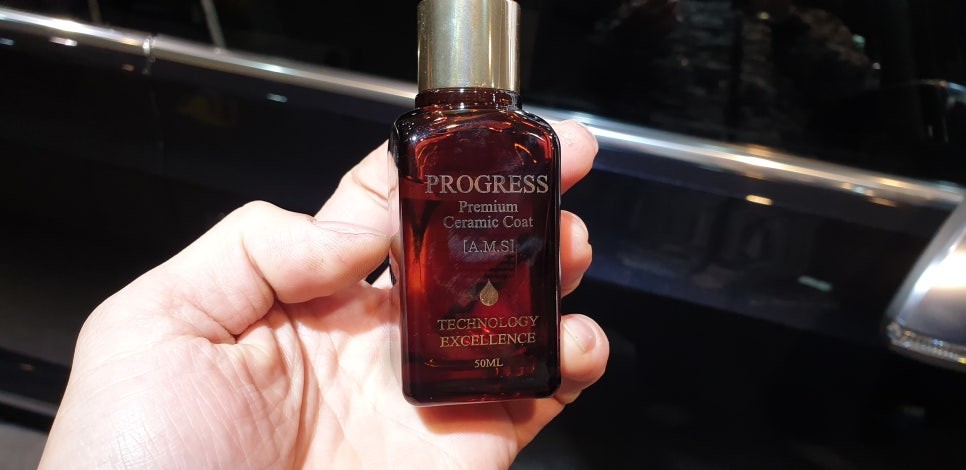 PROGRESS
Premium
Ceramic Coat
[A.M.S]
TECHNOLOGY
EXCELLENCE
50ML